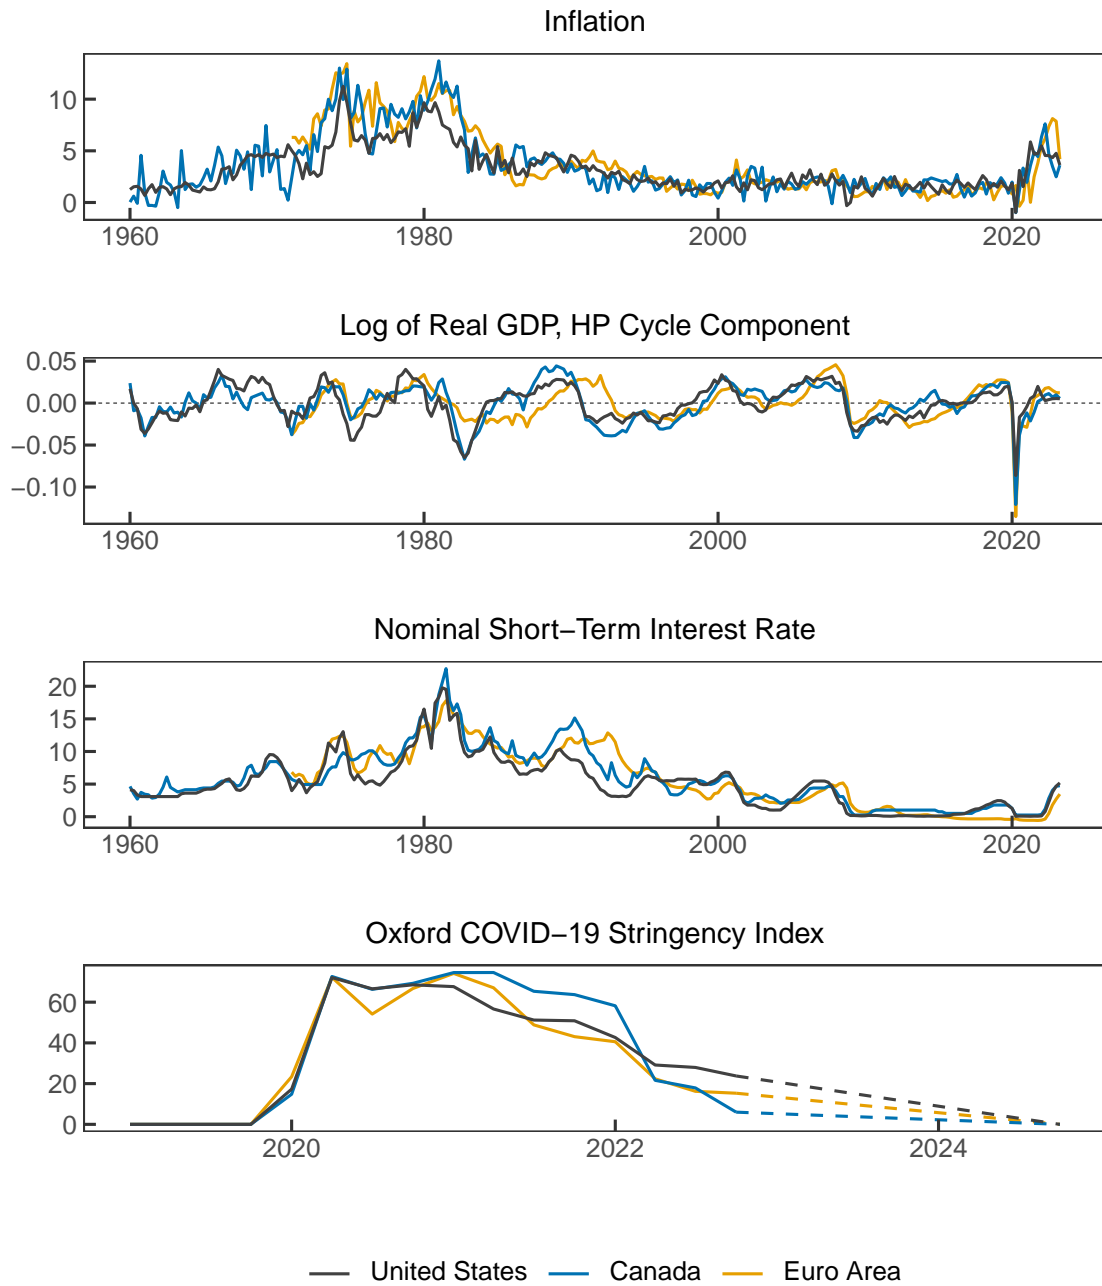 Inflation
10
5
0
1960 1980 2000 2020
Log of Real GDP, HP Cycle Component
0.05
0.00
−0.05
−0.10
1960 1980 2000 2020
Nominal Short−Term Interest Rate
20
15
10
5
0
1960 1980 2000 2020
Oxford COVID−19 Stringency Index
60
40
20
0
2020 2022 2024
United States Canada Euro Area